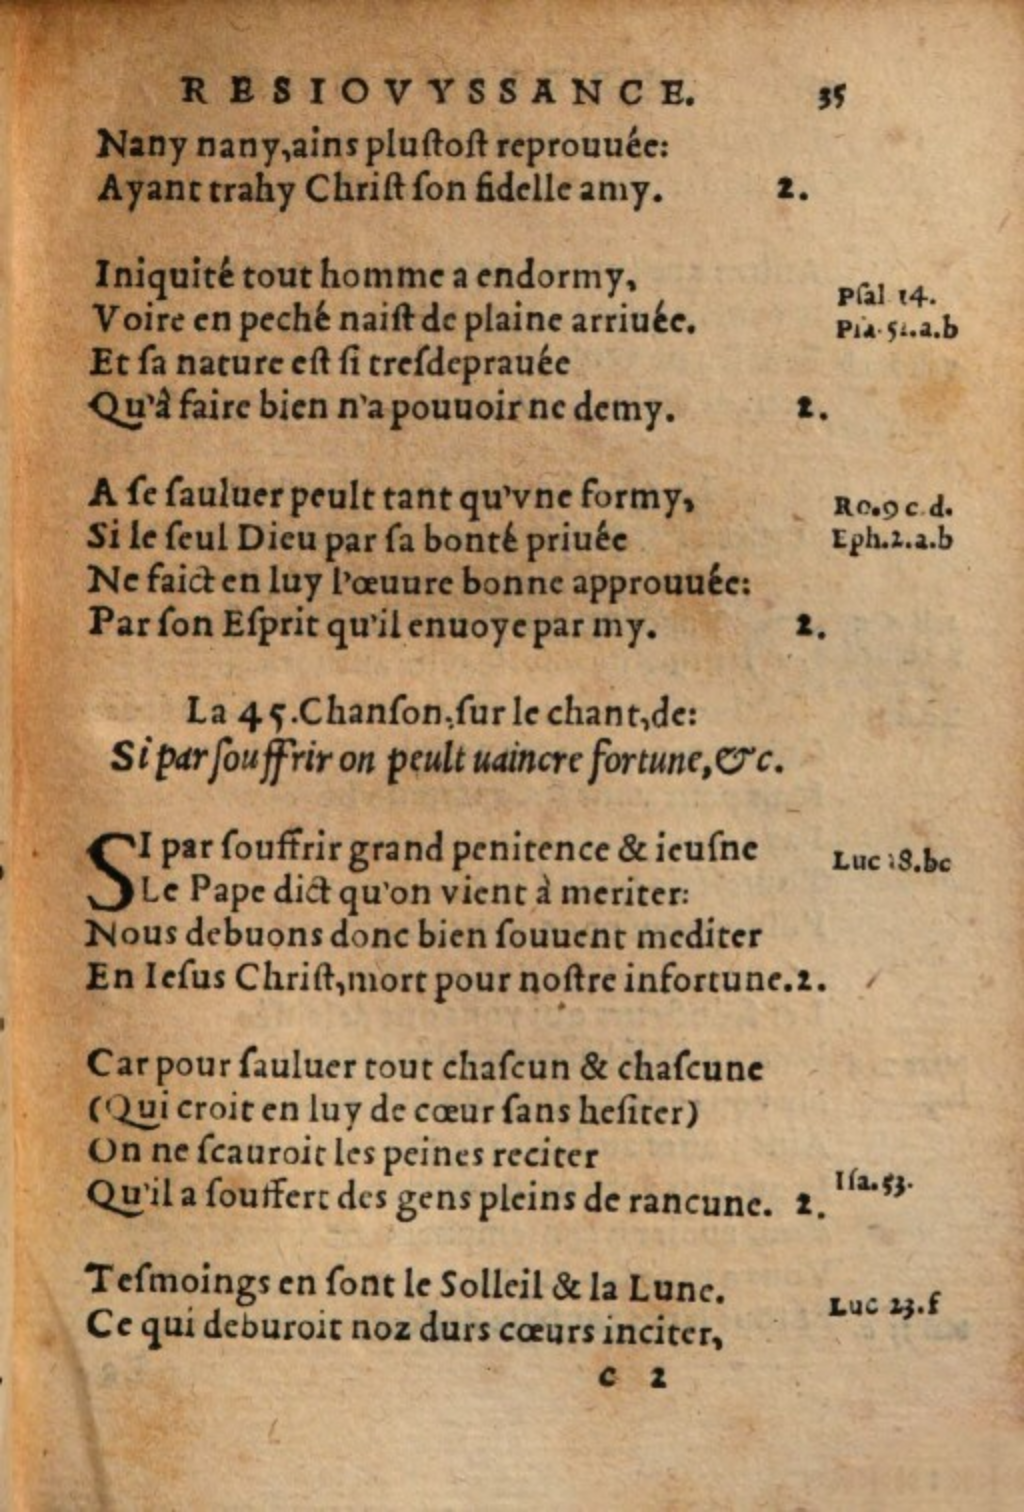 RESIOVYSSANCE. 35
Nany nany,ains pluſtoſt reprouuée:
Ayant trahy Chriſt ſon fidelle amy. 2.
Iniquité tout homme a endormy,
Pſal 14.
Voire en peché naiſt de plaine arriuée.
51.a.b
Et ſa nature eſt ſi treſdeprauée
Qu'à faire bien n'a pouuoir ne demy. 2.
A ſe ſauluer peult tant qu'vne formy,
Ro.9 c.d.
Si le ſeul Dieu par ſa bonté priuée
Eph.2.a.b
Ne faict en luy l'œuure bonne approuuée:
Par ſon Eſprit qu'il enuoye par my. 2.
La 45.Chanſon,ſur le chant,de:
Si par ſouffrir on peult uaincre fortune,&c.
SI par ſouffrir grand penitence & ieuſne
Luc 18.bc
Le Pape dict qu'on vient à meriter:
Nous debuons donc bien ſouuent mediter
En Ieſus Chriſt,mort pour noſtre infortune.2.
Car pour ſauluer tout chaſcun & chaſcune
(Qui croit en luy de cœur ſans heſiter)
On ne ſcauroit les peines reciter
Qu'il a ſouffert des gens pleins de rancune. 2.
Iſa.53.
Teſmoings en ſont le Solleil & la Lune.
Luc 23.f
Ce qui deburoit noz durs cœurs inciter,
C 2